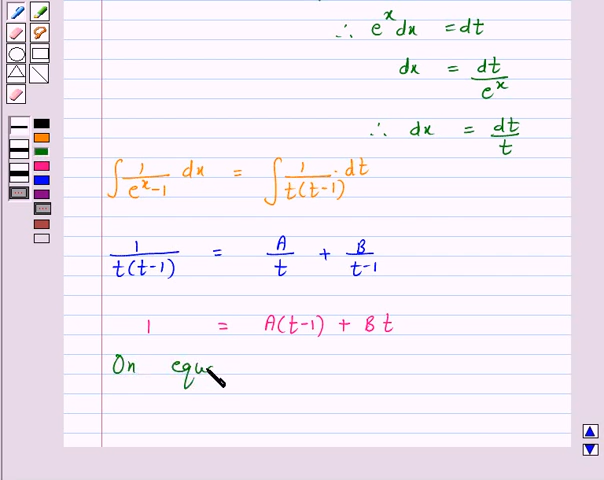 ∴ e^x dx = dt
dx = dt/e^x
∴ dx = dt/t
∫ 1/(e^x-1) dx = ∫ 1/(t(t-1)) · dt
1/(t(t-1)) = A/t + B/(t-1)
1 = A(t-1) + Bt
On equ